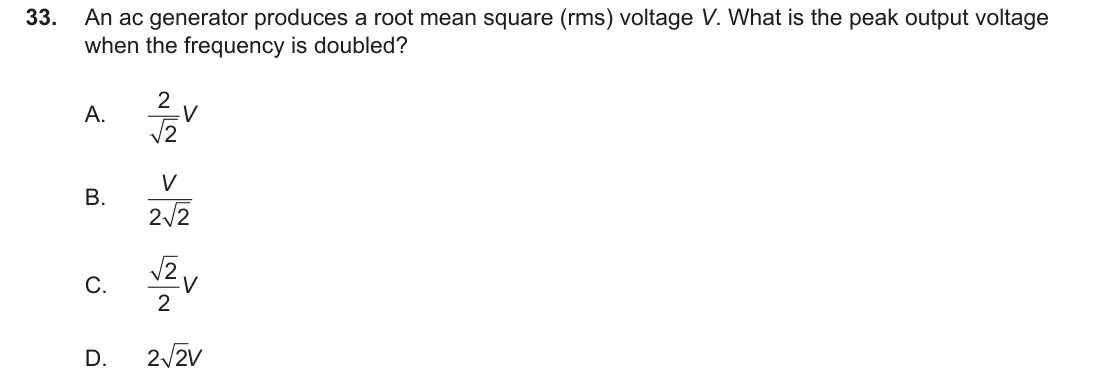 33. An ac generator produces a root mean square (rms) voltage V. What is the peak output voltage
when the frequency is doubled?
A. 2/√2 V
B. V/2√2
C. √2/2 V
D. 2√2V